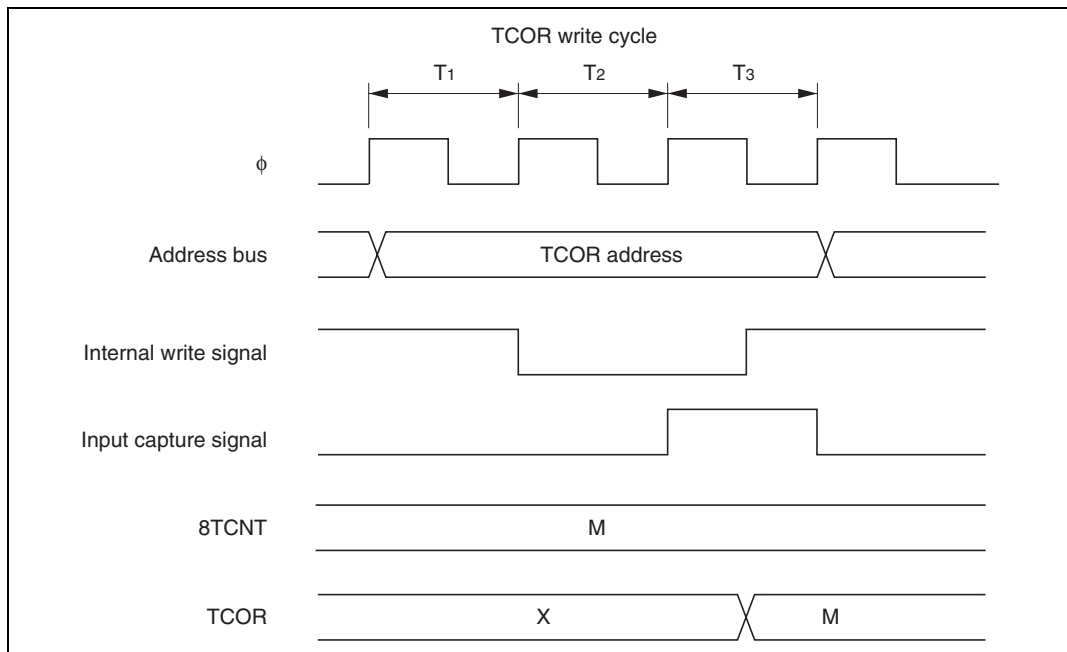 TCOR write cycle
T1 T2 T3
ϕ
Address bus TCOR address
Internal write signal
Input capture signal
8TCNT M
TCOR X M